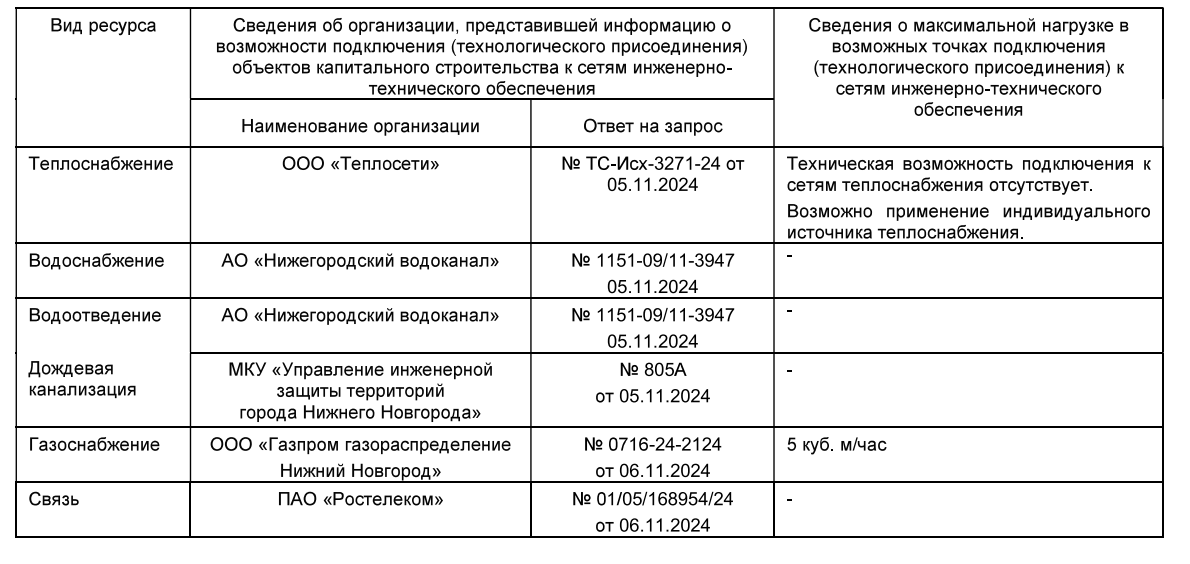 Вид ресурса
Сведения об организации, представившей информацию о
возможности подключения (технологического присоединения)
объектов капитального строительства к сетям инженерно-
технического обеспечения
Сведения о максимальной нагрузке в
возможных точках подключения
(технологического присоединения) к
сетям инженерно-технического
обеспечения
Наименование организации
Ответ на запрос
Теплоснабжение
ООО «Теплосети»
№ ТС-Исх-3271-24 от
05.11.2024
Техническая возможность подключения к
сетям теплоснабжения отсутствует.
Возможно применение индивидуального
источника теплоснабжения.
Водоснабжение
АО «Нижегородский водоканал»
№ 1151-09/11-3947
05.11.2024
-
Водоотведение
АО «Нижегородский водоканал»
№ 1151-09/11-3947
05.11.2024
-
Дождевая
канализация
МКУ «Управление инженерной
защиты территорий
города Нижнего Новгорода»
№ 805А
от 05.11.2024
-
Газоснабжение
ООО «Газпром газораспределение
Нижний Новгород»
№ 0716-24-2124
от 06.11.2024
5 куб. м/час
Связь
ПАО «Ростелеком»
№ 01/05/168954/24
от 06.11.2024
-